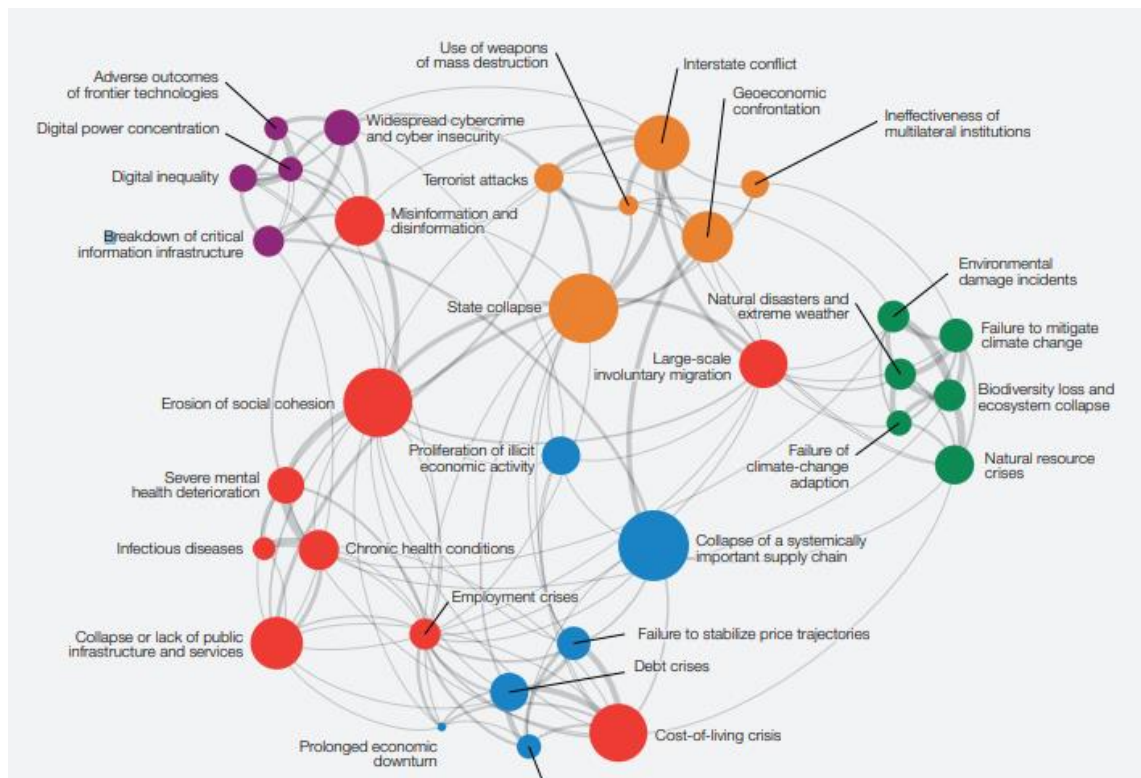 Use of weapons
of mass destruction
Interstate conflict
Adverse outcomes
of frontier technologies
Geoeconomic
confrontation
Digital power concentration
Widespread cybercrime
and cyber insecurity
Ineffectiveness of
multilateral institutions
Digital inequality
Terrorist attacks
Misinformation and
disinformation
Breakdown of critical
information infrastructure
Environmental
damage incidents
State collapse
Natural disasters and
extreme weather
Failure to mitigate
climate change
Large-scale
involuntary migration
Biodiversity loss and
ecosystem collapse
Erosion of social cohesion
Proliferation of illicit
economic activity
Failure of
climate-change
adaption
Natural resource
crises
Severe mental
health deterioration
Infectious diseases
Chronic health conditions
Collapse of a systemically
important supply chain
Employment crises
Collapse or lack of public
infrastructure and services
Failure to stabilize price trajectories
Debt crises
Prolonged economic
downturn
Cost-of-living crisis